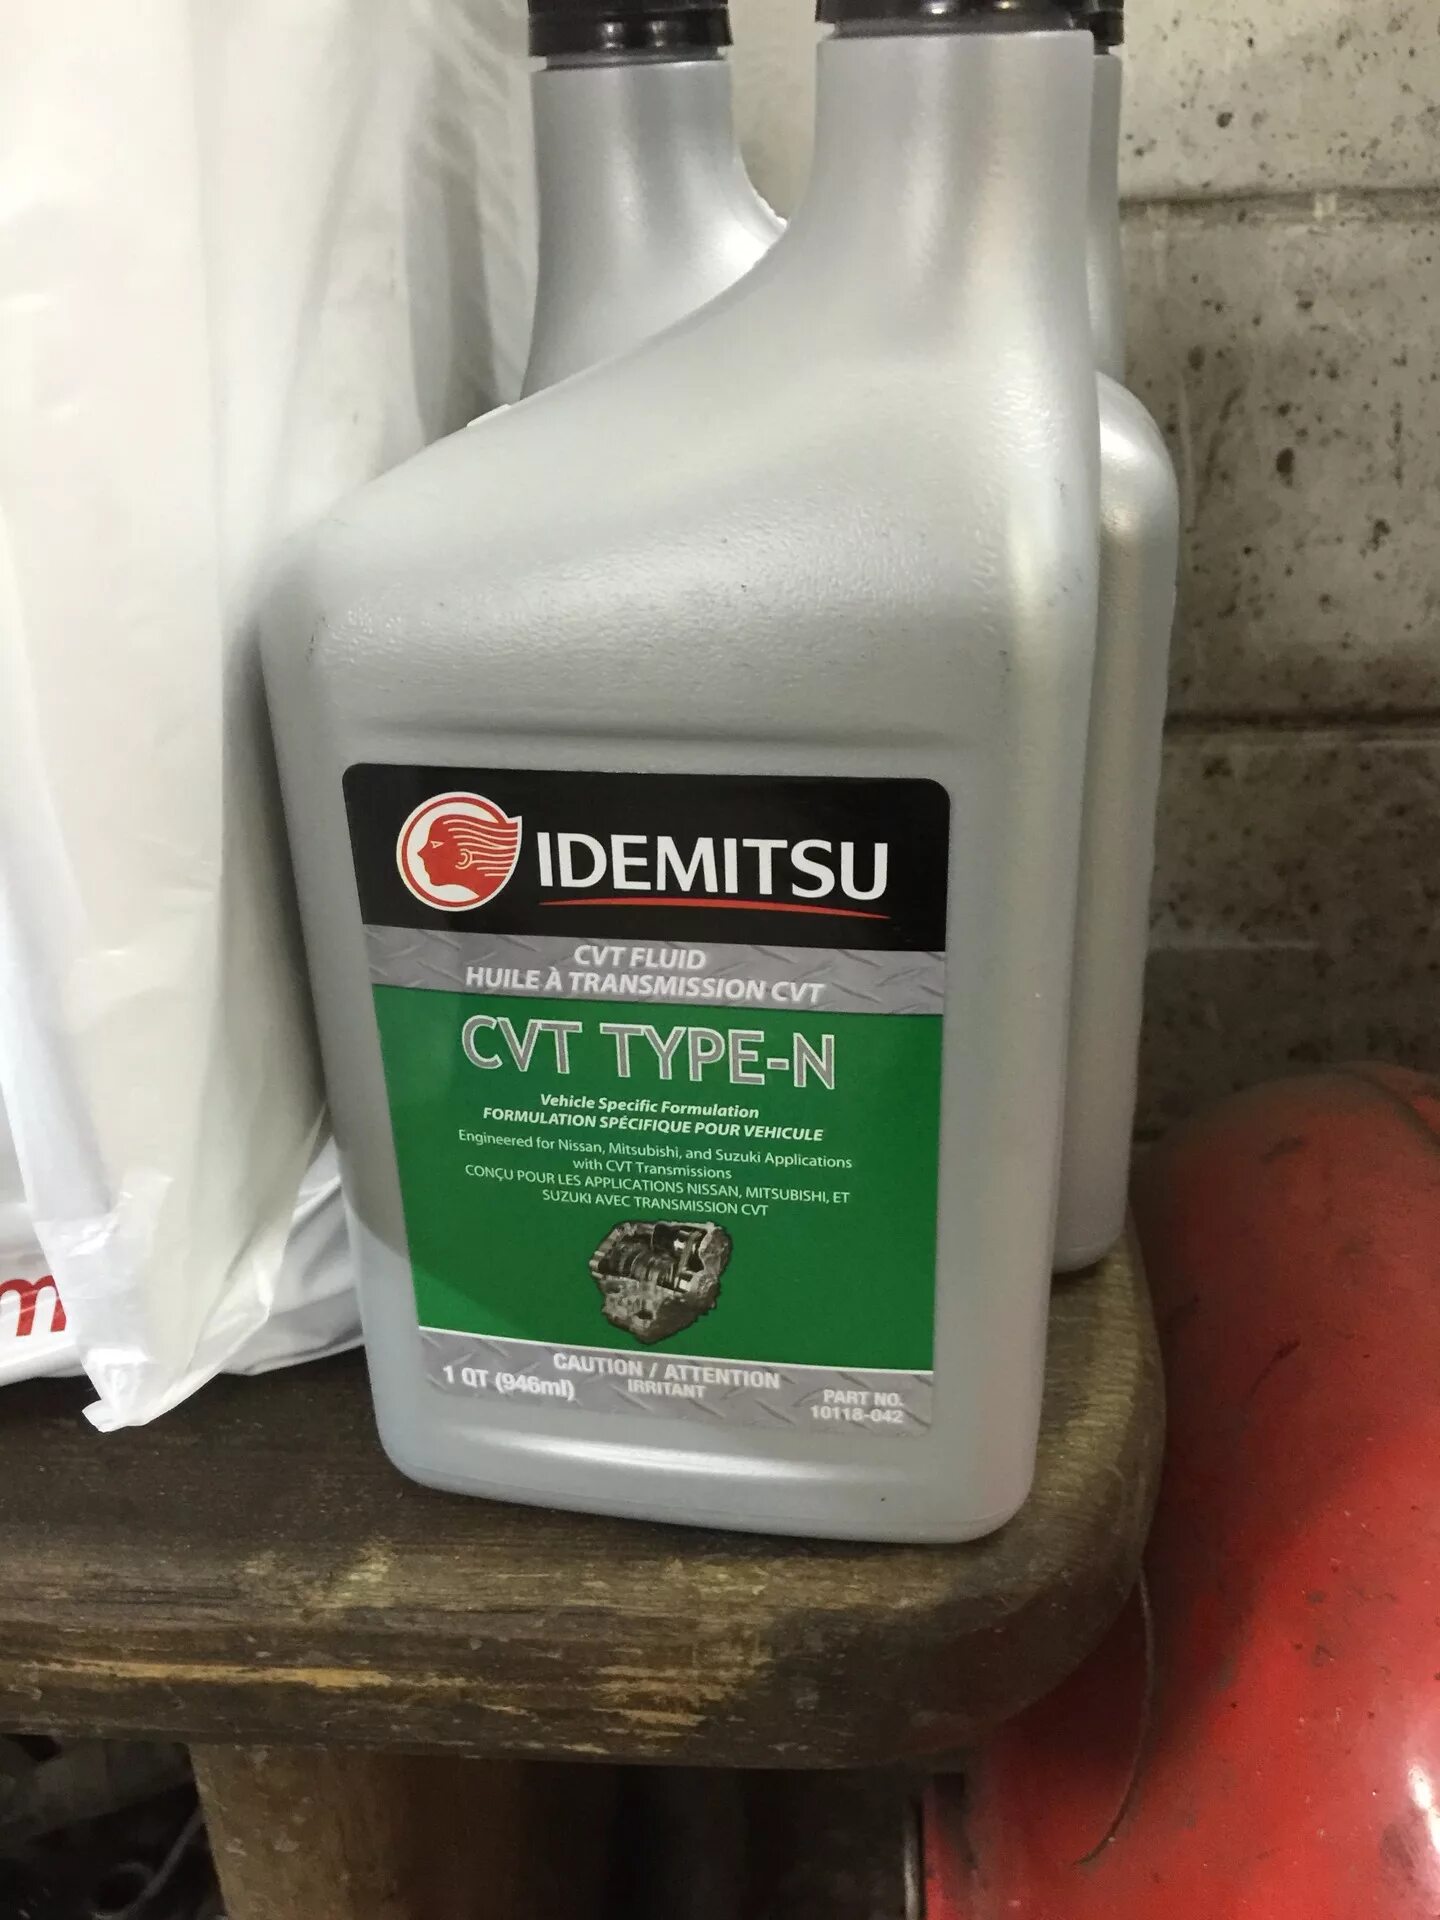 IDEMITSU
CVT FLUID
HUILE À TRANSMISSION CVT
CVT TYPE-N
Vehicle Specific Formulation
FORMULATION SPÉCIFIQUE POUR VEHICULE
Engineered for Nissan, Mitsubishi, and Suzuki Applications
with CVT Transmissions
CONÇU POUR LES APPLICATIONS NISSAN, MITSUBISHI, ET
SUZUKI AVEC TRANSMISSION CVT
CAUTION / ATTENTION
IRRITANT
1 QT (946ml)
PART NO.
10118-042
m